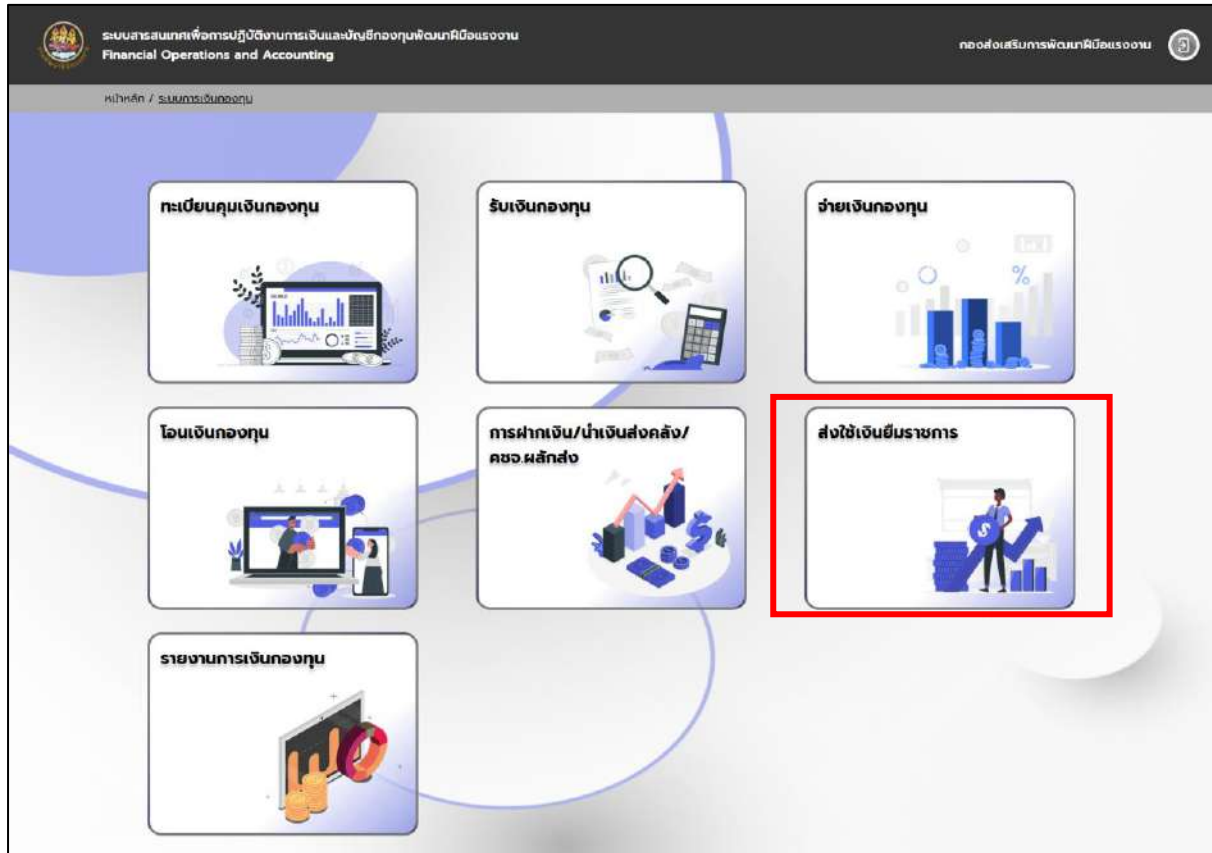 ระบบสารสนเทศเพื่อการปฏิบัติงานการเงินและบัญชีกองทุนพัฒนาฝีมือแรงงาน
Financial Operations and Accounting
กองส่งเสริมการพัฒนาฝีมือแรงงาน
หน้าหลัก / ระบบการเงินกองทุน
ทะเบียนคุมเงินกองทุน
รับเงินกองทุน
จ่ายเงินกองทุน
%
โอนเงินกองทุน
การฝากเงิน/นำเงินส่งคลัง/
คชจ.ผลักส่ง
ส่งใช้เงินยืมราชการ
รายงานการเงินกองทุน